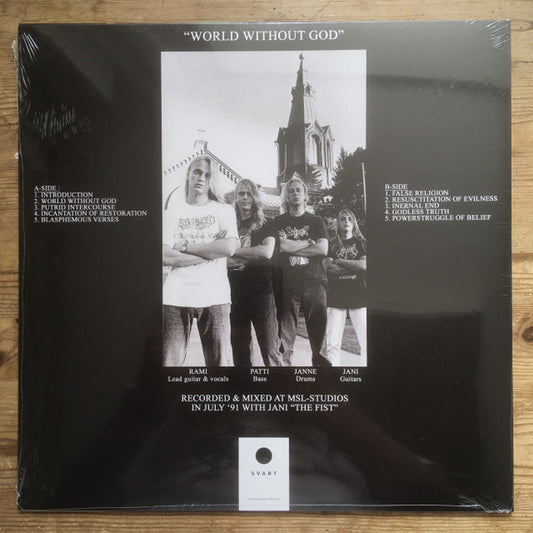 “WORLD WITHOUT GOD”
A-SIDE :
1. INTRODUCTION
2. WORLD WITHOUT GOD
3. PUTRID INTERCOURSE
4. INCANTATION OF RESTORATION
5. BLASPHEMOUS VERSES
B-SIDE
1. FALSE RELIGION
2. RESUSCTITATION OF EVILNESS
3. INERNAL END
4. GODLESS TRUTH
5. POWERSTRUGGLE OF BELIEF
RAMI
Lead guitar & vocals
PATTI
Bass
JANNE
Drums
JANI
Guitars
RECORDED & MIXED AT MSL-STUDIOS
IN JULY ‘91 WITH JANI “THE FIST”
SVART